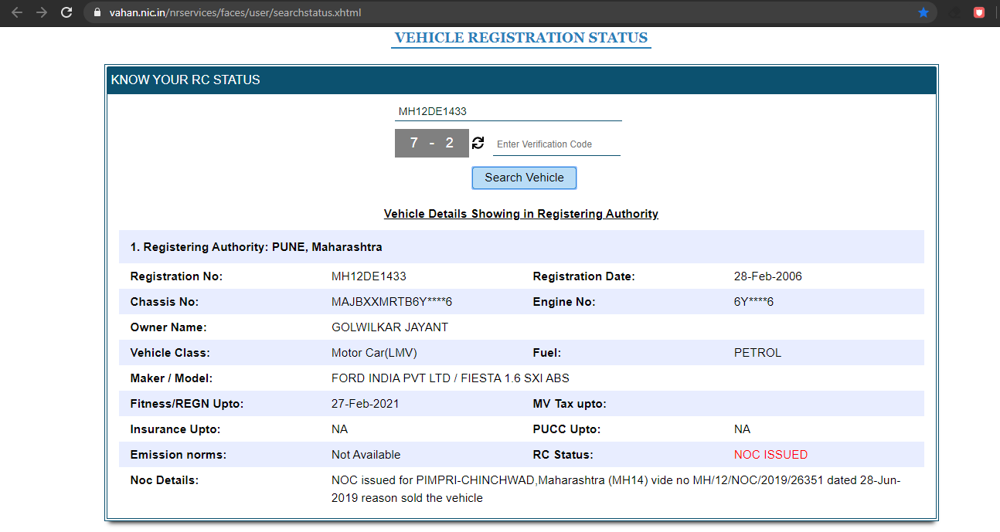 vahan.nic.in/nrservices/faces/user/searchstatus.xhtml
VEHICLE REGISTRATION STATUS
KNOW YOUR RC STATUS
MH12DE1433
7 - 2 Enter Verification Code
Search Vehicle
Vehicle Details Showing in Registering Authority
1. Registering Authority: PUNE, Maharashtra
Registration No: MH12DE1433 Registration Date: 28-Feb-2006
Chassis No: MAJBXXMRTB6Y****6 Engine No: 6Y****6
Owner Name: GOLWILKAR JAYANT
Vehicle Class: Motor Car(LMV) Fuel: PETROL
Maker / Model: FORD INDIA PVT LTD / FIESTA 1.6 SXI ABS
Fitness/REGN Upto: 27-Feb-2021 MV Tax upto:
Insurance Upto: NA PUCC Upto: NA
Emission norms: Not Available RC Status: NOC ISSUED
Noc Details: NOC issued for PIMPRI-CHINCHWAD,Maharashtra (MH14) vide no MH/12/NOC/2019/26351 dated 28-Jun-
2019 reason sold the vehicle